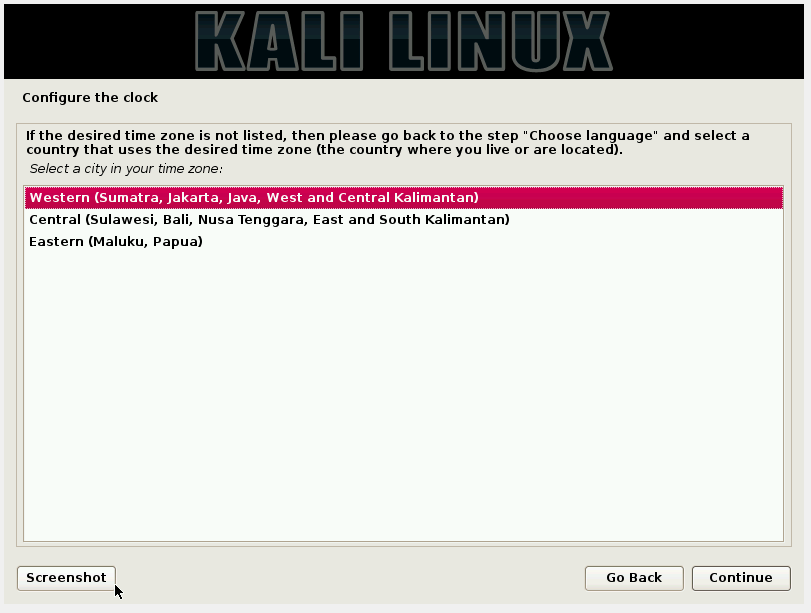 KALI LINUX
Configure the clock
If the desired time zone is not listed, then please go back to the step "Choose language" and select a
country that uses the desired time zone (the country where you live or are located).
Select a city in your time zone:
Western (Sumatra, Jakarta, Java, West and Central Kalimantan)
Central (Sulawesi, Bali, Nusa Tenggara, East and South Kalimantan)
Eastern (Maluku, Papua)
Screenshot
Go Back
Continue